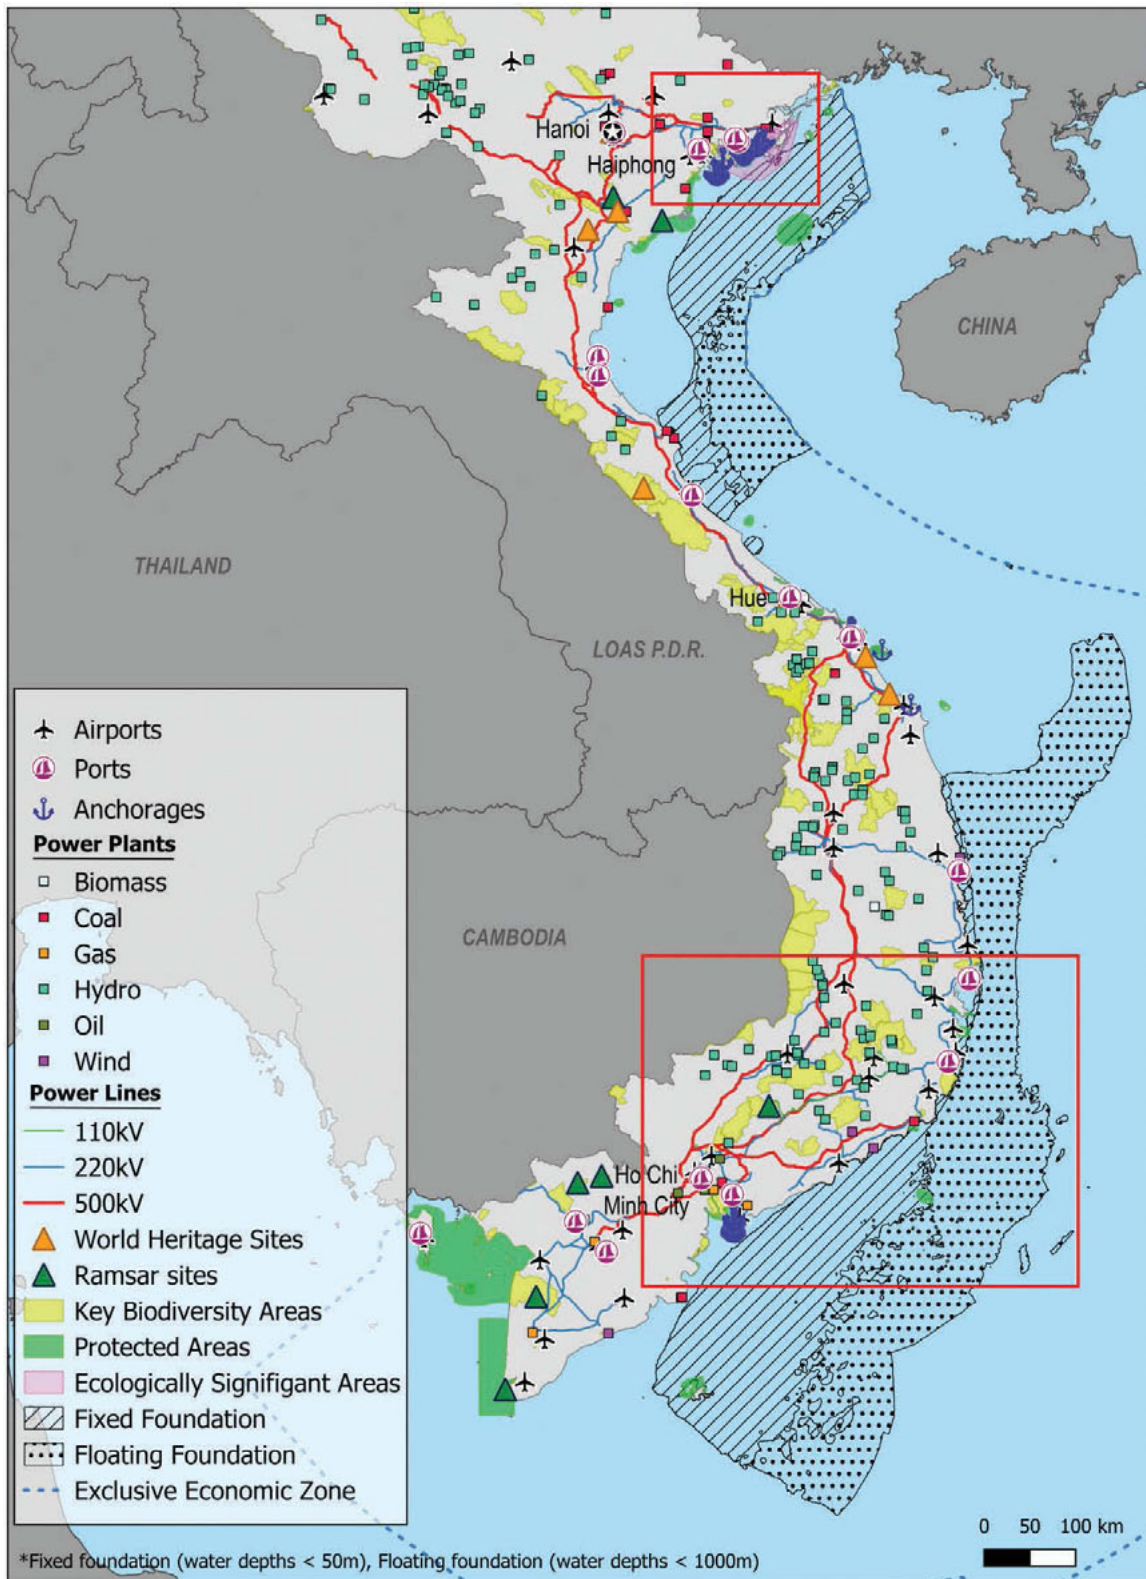 Hanoi
Haiphong
CHINA
THAILAND
Hue
LOAS P.D.R.
CAMBODIA
Ho Chi
Minh City
Airports
Ports
Anchorages
Power Plants
Biomass
Coal
Gas
Hydro
Oil
Wind
Power Lines
110kV
220kV
500kV
World Heritage Sites
Ramsar sites
Key Biodiversity Areas
Protected Areas
Ecologically Signifigant Areas
Fixed Foundation
Floating Foundation
Exclusive Economic Zone
0 50 100 km
*Fixed foundation (water depths < 50m), Floating foundation (water depths < 1000m)